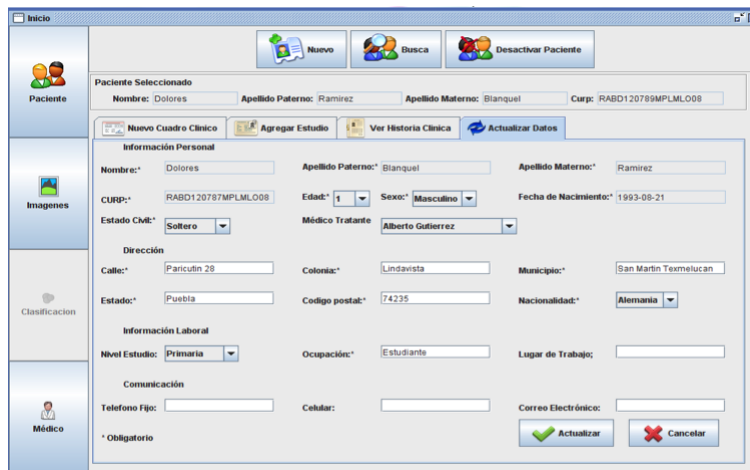 Inicio
Nuevo Busca Desactivar Paciente
Paciente
Paciente Seleccionado
Nombre: Dolores Apellido Paterno: Ramirez Apellido Materno: Blanquel Curp: RABD120789MPLMLO08
Nuevo Cuadro Clinico Agregar Estudio Ver Historia Clinica Actualizar Datos
Información Personal
Nombre:* Dolores Apellido Paterno:* Blanquel Apellido Materno:* Ramirez
CURP:* RABD120787MPLMLO08 Edad:* 1 Sexo:* Masculino Fecha de Nacimiento:* 1993-08-21
Imagenes
Estado Civil:* Soltero Médico Tratante Alberto Gutierrez
Dirección
Calle:* Paricutin 28 Colonia:* Lindavista Municipio:* San Martin Texmelucan
Estado:* Puebla Codigo postal:* 74235 Nacionalidad:* Alemania
Clasificacion
Información Laboral
Nivel Estudio: Primaria Ocupación:* Estudiante Lugar de Trabajo;
Comunicación
Telefono Fijo: Celular: Correo Electrónico:
Médico
* Obligatorio Actualizar Cancelar